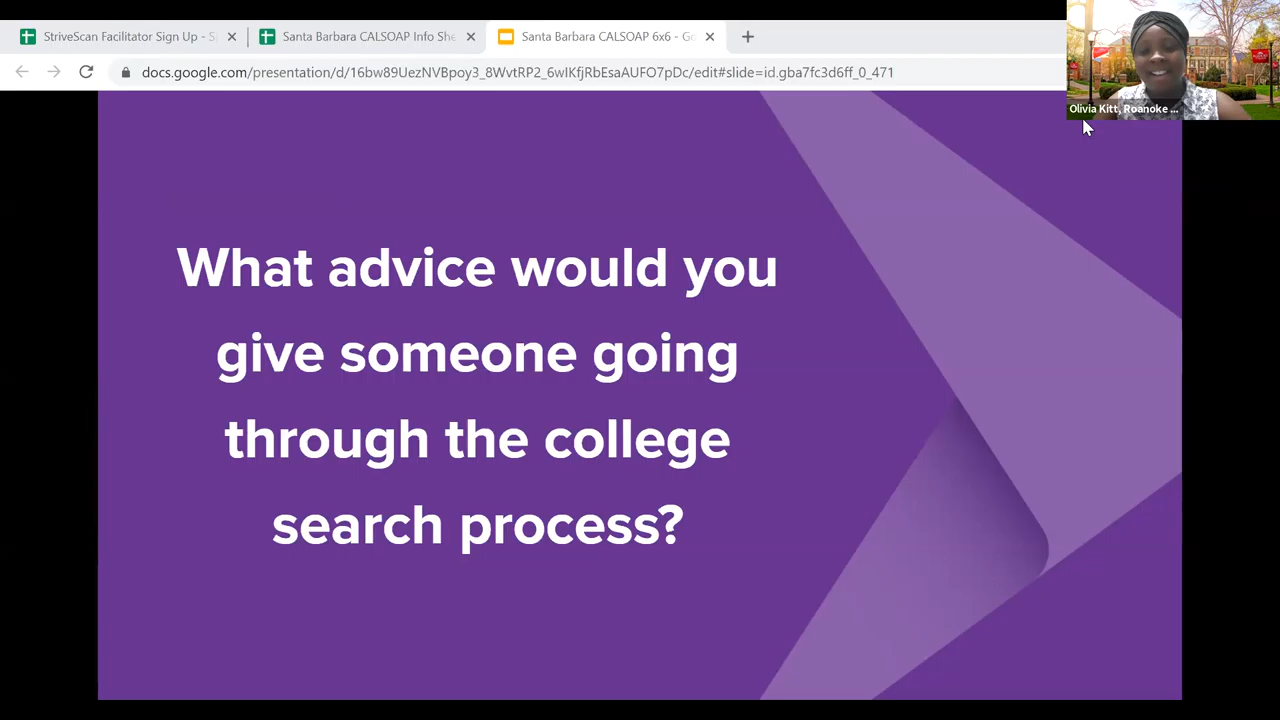 StriveScan Facilitator Sign Up - S
Santa Barbara CALSOAP Info She
Santa Barbara CALSOAP 6x6 - Go
docs.google.com/presentation/d/16bw89UezNVBpoy3_8WvtRP2_6wIKfjRbEsaAUFO7pDc/edit#slide=id.gba7fc3d6ff_0_471
Olivia Kitt, Roanoke ...
What advice would you
give someone going
through the college
search process?